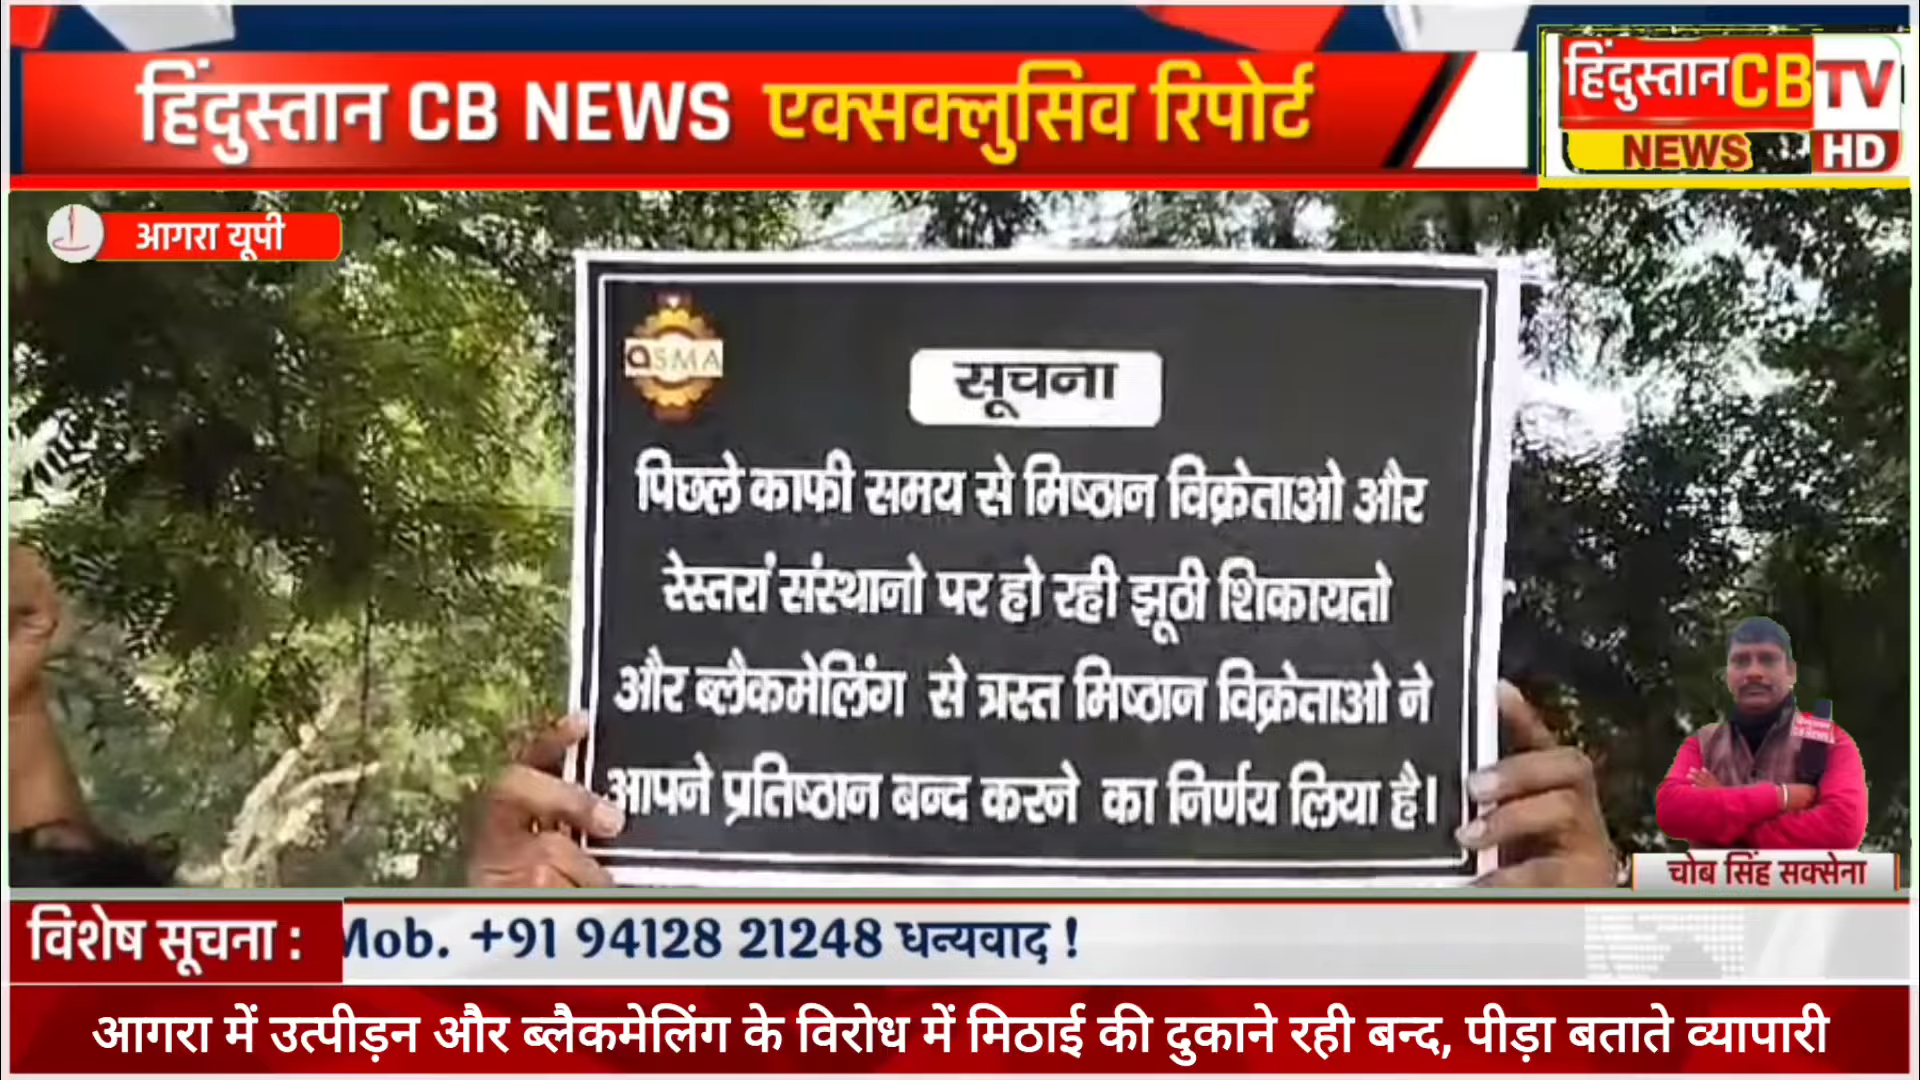 हिंदुस्तान CB NEWS एक्सक्लुसिव रिपोर्ट
हिंदुस्तान CB TV
NEWS HD
आगरा यूपी
aSMA
सूचना
पिछले काफी समय से मिष्ठान विक्रेताओ और
रेस्तरां संस्थानो पर हो रही झूठी शिकायतो
और ब्लैकमेलिंग से त्रस्त मिष्ठान विक्रेताओ ने
आपने प्रतिष्ठान बन्द करने का निर्णय लिया है।
चोब सिंह सक्सेना
विशेष सूचना : Mob. +91 94128 21248 धन्यवाद !
आगरा में उत्पीड़न और ब्लैकमेलिंग के विरोध में मिठाई की दुकाने रही बन्द, पीड़ा बताते व्यापारी